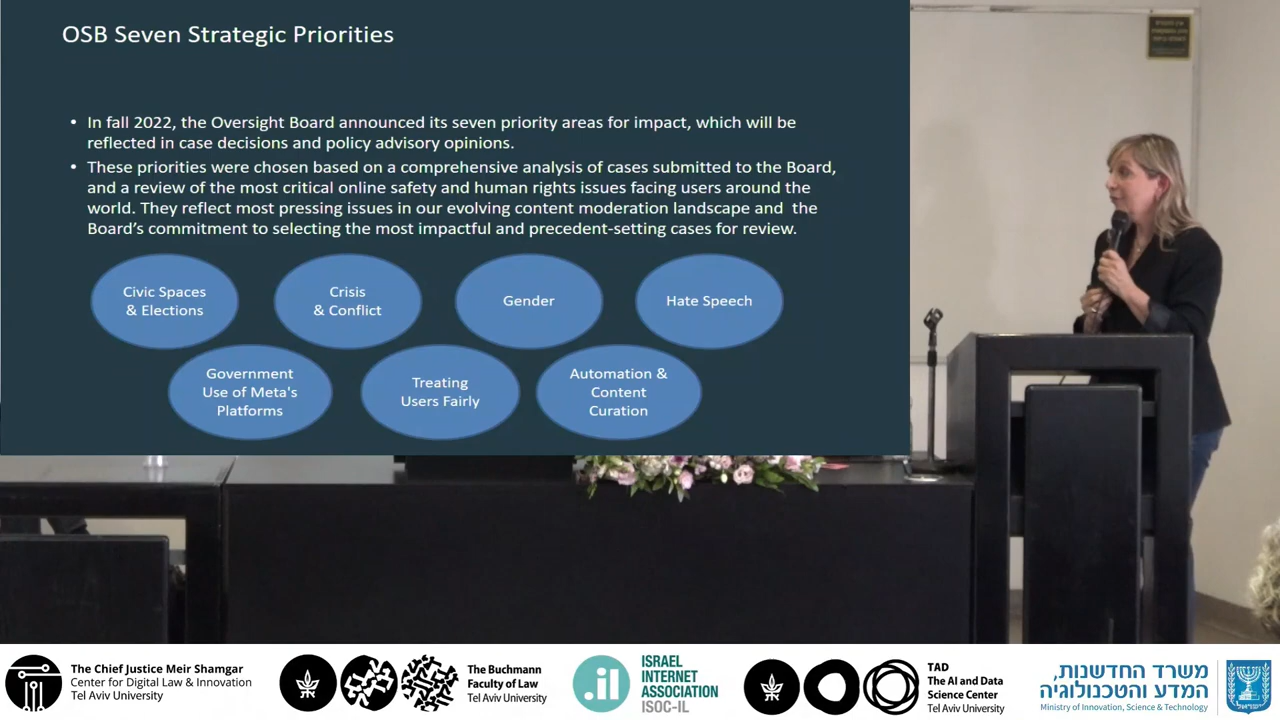 OSB Seven Strategic Priorities
• In fall 2022, the Oversight Board announced its seven priority areas for impact, which will be
reflected in case decisions and policy advisory opinions.
• These priorities were chosen based on a comprehensive analysis of cases submitted to the Board,
and a review of the most critical online safety and human rights issues facing users around the
world. They reflect most pressing issues in our evolving content moderation landscape and the
Board's commitment to selecting the most impactful and precedent-setting cases for review.
Civic Spaces
& Elections
Crisis
& Conflict
Gender
Hate Speech
Government
Use of Meta's
Platforms
Treating
Users Fairly
Automation &
Content
Curation
The Chief Justice Meir Shamgar
Center for Digital Law & Innovation
Tel Aviv University
The Buchmann
Faculty of Law
Tel Aviv University
.il
ISRAEL
INTERNET
ASSOCIATION
ISOC-IL
TAD
The AI and Data
Science Center
Tel Aviv University
משרד החדשנות,
המדע והטכנולוגיה
Ministry of Innovation, Science & Technology